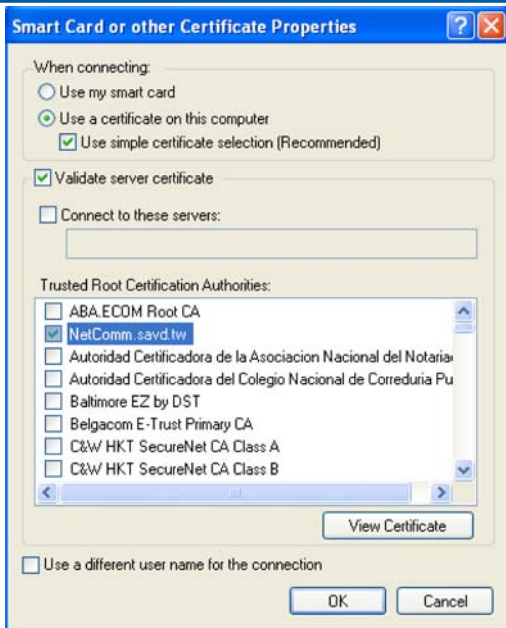 Smart Card or other Certificate Properties
When connecting:
Use my smart card
Use a certificate on this computer
Use simple certificate selection (Recommended)
Validate server certificate
Connect to these servers:
Trusted Root Certification Authorities:
ABA.ECOM Root CA
NetComm.savd.tw
Autoridad Certificadora de la Asociacion Nacional del Notaria
Autoridad Certificadora del Colegio Nacional de Correduria Pu
Baltimore EZ by DST
Belgacom E-Trust Primary CA
C&W HKT SecureNet CA Class A
C&W HKT SecureNet CA Class B
View Certificate
Use a different user name for the connection
OK Cancel